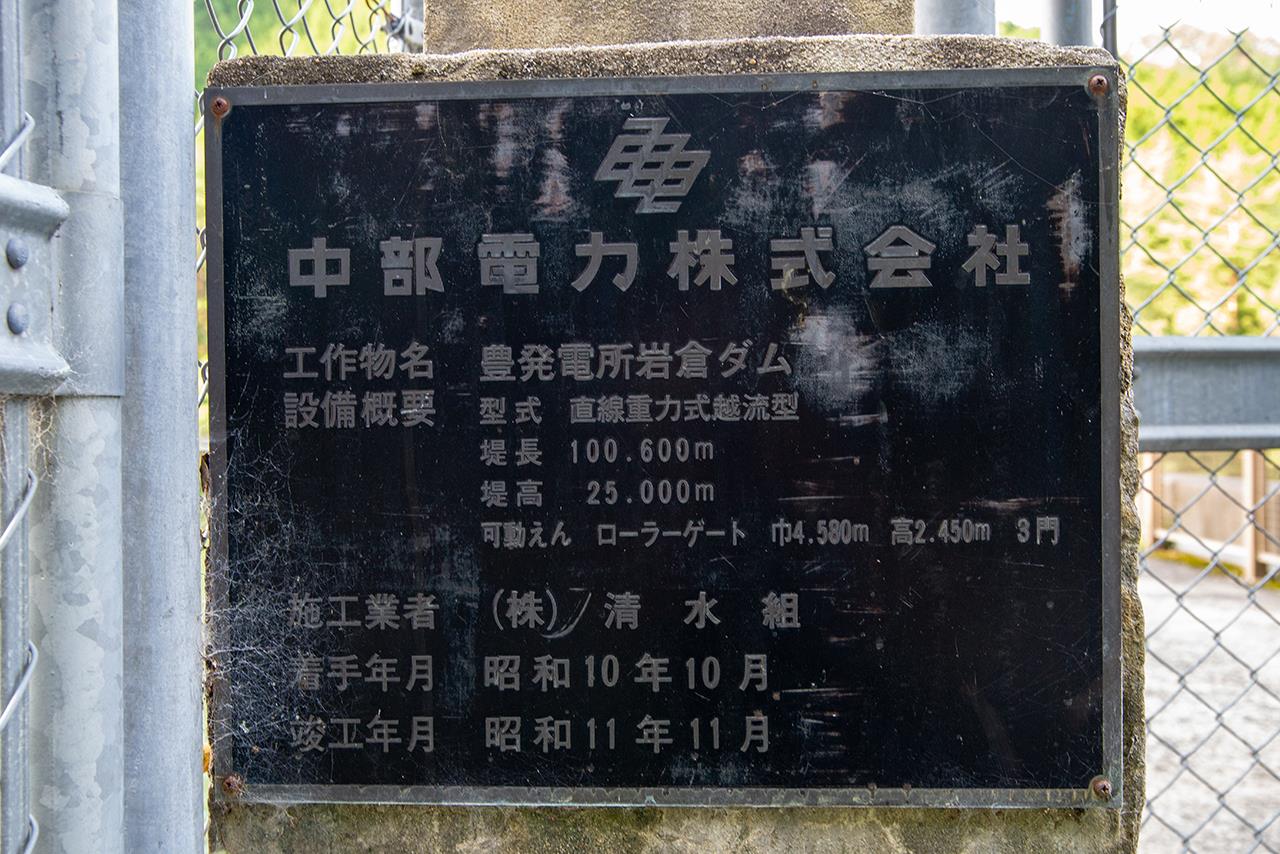 中部電力株式会社
工作物名 豊発電所岩倉ダム
設備概要 型式 直線重力式越流型
堤長 100.600m
堤高 25.000m
可動えん ローラーゲート 巾4.580m 高2.450m 3門
施工業者 (株) 清水組
着手年月 昭和10年10月
竣工年月 昭和11年11月